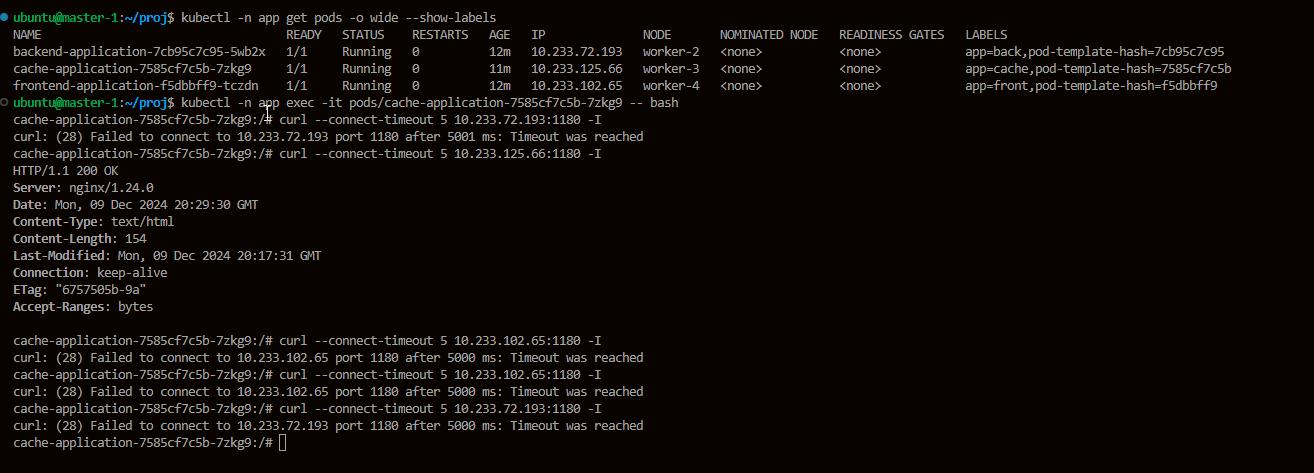 ubuntu@master-1:~/proj$ kubectl -n app get pods -o wide --show-labels
NAME READY STATUS RESTARTS AGE IP NODE NOMINATED NODE READINESS GATES LABELS
backend-application-7cb95c7c95-5wb2x 1/1 Running 0 12m 10.233.72.193 worker-2 <none> <none> app=back,pod-template-hash=7cb95c7c95
cache-application-7585cf7c5b-7zkg9 1/1 Running 0 11m 10.233.125.66 worker-3 <none> <none> app=cache,pod-template-hash=7585cf7c5b
frontend-application-f5dbbff9-tczdn 1/1 Running 0 12m 10.233.102.65 worker-4 <none> <none> app=front,pod-template-hash=f5dbbff9
ubuntu@master-1:~/proj$ kubectl -n app exec -it pods/cache-application-7585cf7c5b-7zkg9 -- bash
cache-application-7585cf7c5b-7zkg9:/# curl --connect-timeout 5 10.233.72.193:1180 -I
curl: (28) Failed to connect to 10.233.72.193 port 1180 after 5001 ms: Timeout was reached
cache-application-7585cf7c5b-7zkg9:/# curl --connect-timeout 5 10.233.125.66:1180 -I
HTTP/1.1 200 OK
Server: nginx/1.24.0
Date: Mon, 09 Dec 2024 20:29:30 GMT
Content-Type: text/html
Content-Length: 154
Last-Modified: Mon, 09 Dec 2024 20:17:31 GMT
Connection: keep-alive
ETag: "6757505b-9a"
Accept-Ranges: bytes
cache-application-7585cf7c5b-7zkg9:/# curl --connect-timeout 5 10.233.102.65:1180 -I
curl: (28) Failed to connect to 10.233.102.65 port 1180 after 5000 ms: Timeout was reached
cache-application-7585cf7c5b-7zkg9:/# curl --connect-timeout 5 10.233.102.65:1180 -I
curl: (28) Failed to connect to 10.233.102.65 port 1180 after 5000 ms: Timeout was reached
cache-application-7585cf7c5b-7zkg9:/# curl --connect-timeout 5 10.233.72.193:1180 -I
curl: (28) Failed to connect to 10.233.72.193 port 1180 after 5000 ms: Timeout was reached
cache-application-7585cf7c5b-7zkg9:/#